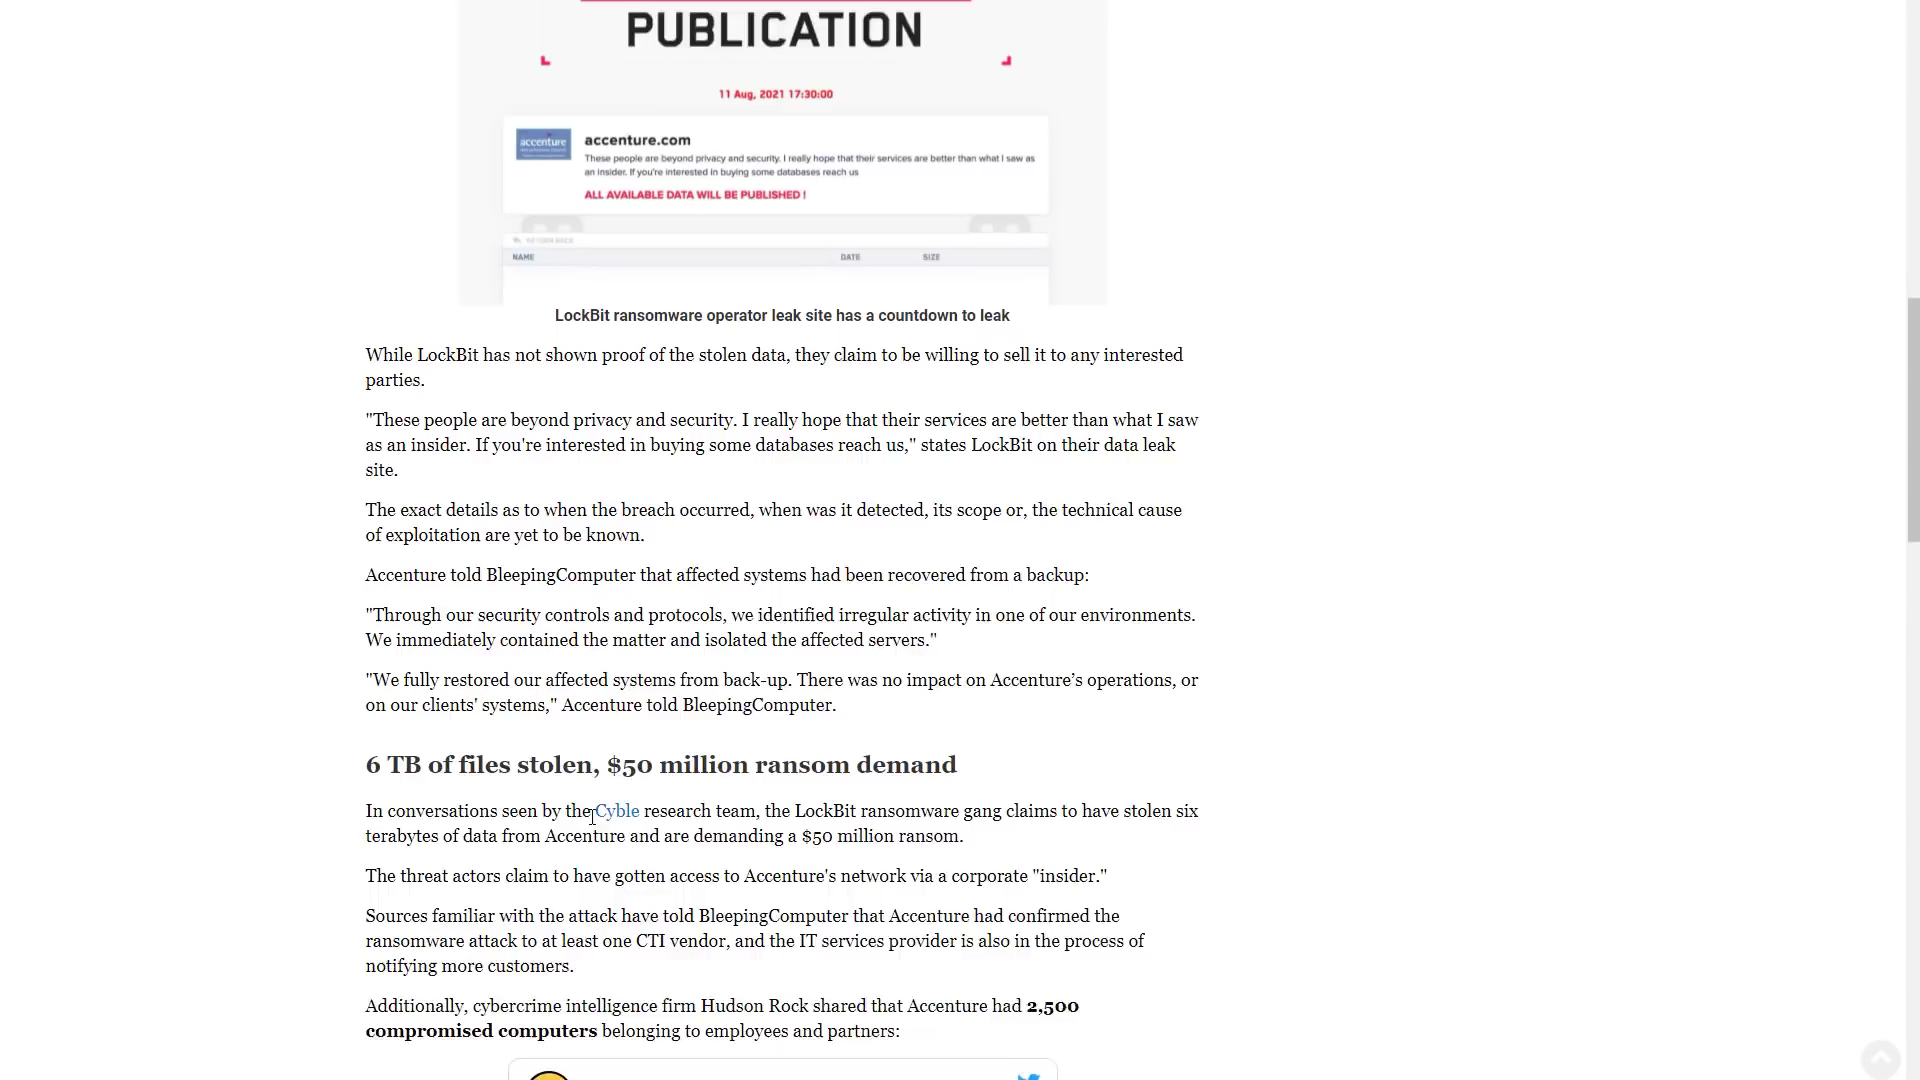 PUBLICATION
11 Aug, 2021 17:30:00
accenture
accenture.com
These people are beyond privacy and security. I really hope that their services are better than what I saw as
an insider. If you're interested in buying some databases reach us
ALL AVAILABLE DATA WILL BE PUBLISHED !
RETURN BACK
NAME DATE SIZE
LockBit ransomware operator leak site has a countdown to leak
While LockBit has not shown proof of the stolen data, they claim to be willing to sell it to any interested
parties.
"These people are beyond privacy and security. I really hope that their services are better than what I saw
as an insider. If you're interested in buying some databases reach us," states LockBit on their data leak
site.
The exact details as to when the breach occurred, when was it detected, its scope or, the technical cause
of exploitation are yet to be known.
Accenture told BleepingComputer that affected systems had been recovered from a backup:
"Through our security controls and protocols, we identified irregular activity in one of our environments.
We immediately contained the matter and isolated the affected servers."
"We fully restored our affected systems from back-up. There was no impact on Accenture’s operations, or
on our clients' systems," Accenture told BleepingComputer.
6 TB of files stolen, $50 million ransom demand
In conversations seen by the Cyble research team, the LockBit ransomware gang claims to have stolen six
terabytes of data from Accenture and are demanding a $50 million ransom.
The threat actors claim to have gotten access to Accenture's network via a corporate "insider."
Sources familiar with the attack have told BleepingComputer that Accenture had confirmed the
ransomware attack to at least one CTI vendor, and the IT services provider is also in the process of
notifying more customers.
Additionally, cybercrime intelligence firm Hudson Rock shared that Accenture had 2,500
compromised computers belonging to employees and partners: